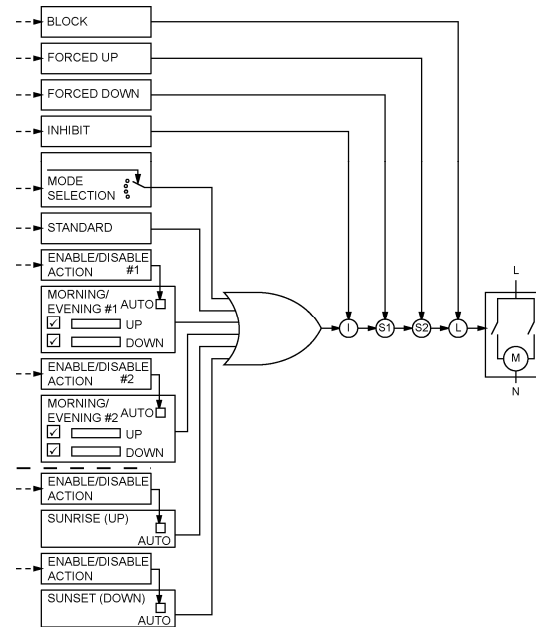 BLOCK
FORCED UP
FORCED DOWN
INHIBIT
MODE
SELECTION
STANDARD
ENABLE/DISABLE
ACTION #1
MORNING/
EVENING #1 AUTO
UP
DOWN
ENABLE/DISABLE
ACTION #2
MORNING/
EVENING #2 AUTO
UP
DOWN
ENABLE/DISABLE
ACTION
SUNRISE (UP)
AUTO
ENABLE/DISABLE
ACTION
SUNSET (DOWN)
AUTO
I S1 S2 L
L
M
N